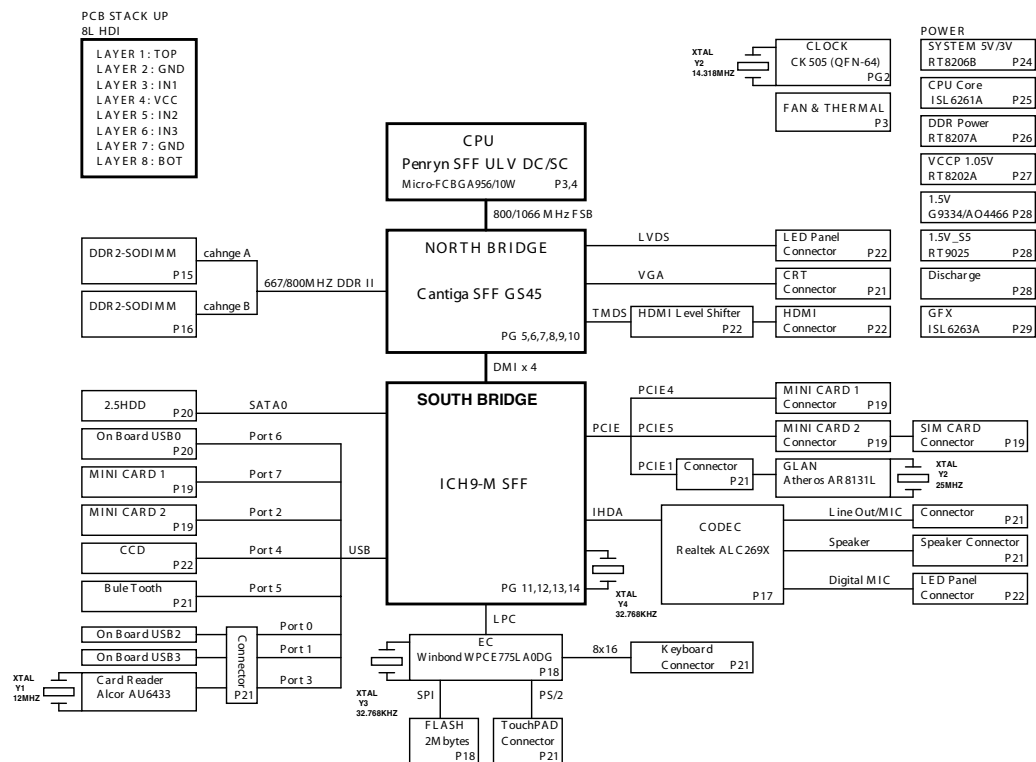 PCB STACK UP
8L HDI
LAYER 1 : TOP
LAYER 2 : GND
LAYER 3 : IN1
LAYER 4 : VCC
LAYER 5 : IN2
LAYER 6 : IN3
LAYER 7 : GND
LAYER 8 : BOT
XTAL
Y2
14.318MHZ
CLOCK
CK 505 (QFN-64)
PG2
FAN & THERMAL
P3
POWER
SYSTEM 5V/3V
RT8206B P24
CPU Core
ISL6261A P25
DDR Power
RT8207A P26
VCCP 1.05V
RT8202A P27
1.5V
G9334/AO4466 P28
1.5V_S5
RT9025 P28
Discharge
P28
GFX
ISL6263A P29
CPU
Penryn SFF ULV DC/SC
Micro-FCBGA956/10W P3,4
800/1066 MHz FSB
NORTH BRIDGE
Cantiga SFF GS45
PG 5,6,7,8,9,10
DDR2-SODIMM
P15
cahnge A
DDR2-SODIMM
P16
cahnge B
667/800MHZ DDR II
LVDS
LED Panel
Connector P22
VGA
CRT
Connector P21
TMDS
HDMI Level Shifter
P22
HDMI
Connector P22
DMI x 4
SOUTH BRIDGE
ICH9-M SFF
PG 11,12,13,14
2.5HDD
P20
SATA0
On Board USB0
P20
Port 6
MINI CARD 1
P19
Port 7
MINI CARD 2
P19
Port 2
CCD
P22
Port 4
USB
Bule Tooth
P21
Port 5
On Board USB2
Port 0
On Board USB3
Port 1
Card Reader
Alcor AU6433
Port 3
Connector
P21
XTAL
Y1
12MHZ
PCIE
PCIE4
MINI CARD 1
Connector P19
PCIE5
MINI CARD 2
Connector P19
SIM CARD
Connector P19
PCIE1
Connector
P21
GLAN
Atheros AR8131L
XTAL
Y2
25MHZ
IHDA
CODEC
Realtek ALC269X
P17
Line Out/MIC
Connector
P21
Speaker
Speaker Connector
P21
Digital MIC
LED Panel
Connector P22
XTAL
Y4
32.768KHZ
LPC
EC
Winbond WPCE775LA0DG
P18
XTAL
Y3
32.768KHZ
8x16
Keyboard
Connector P21
SPI
PS/2
FLASH
2Mbytes
P18
TouchPAD
Connector
P21